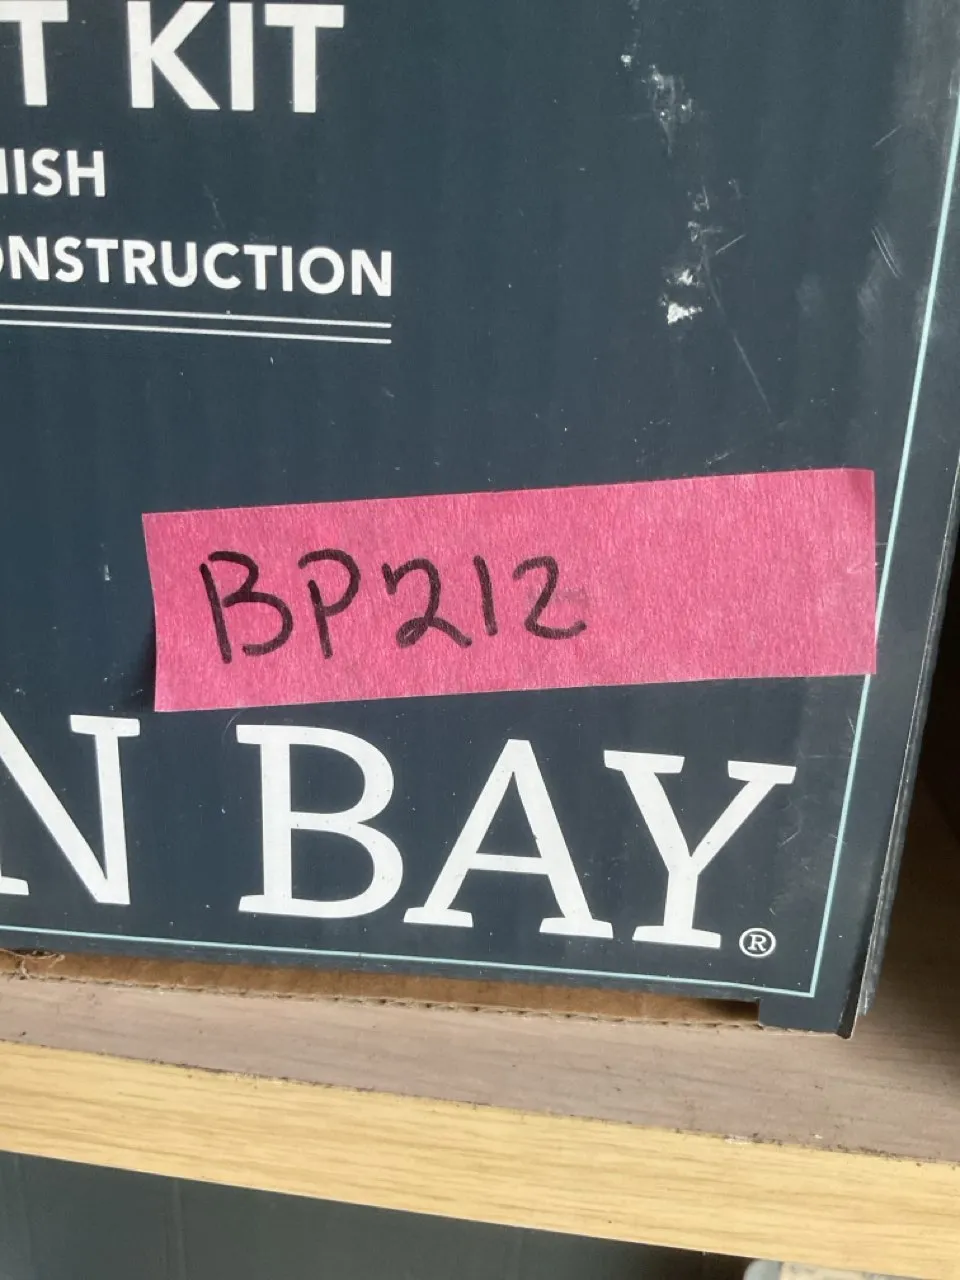 T KIT
NISH
ONSTRUCTION
BP212
N BAY®